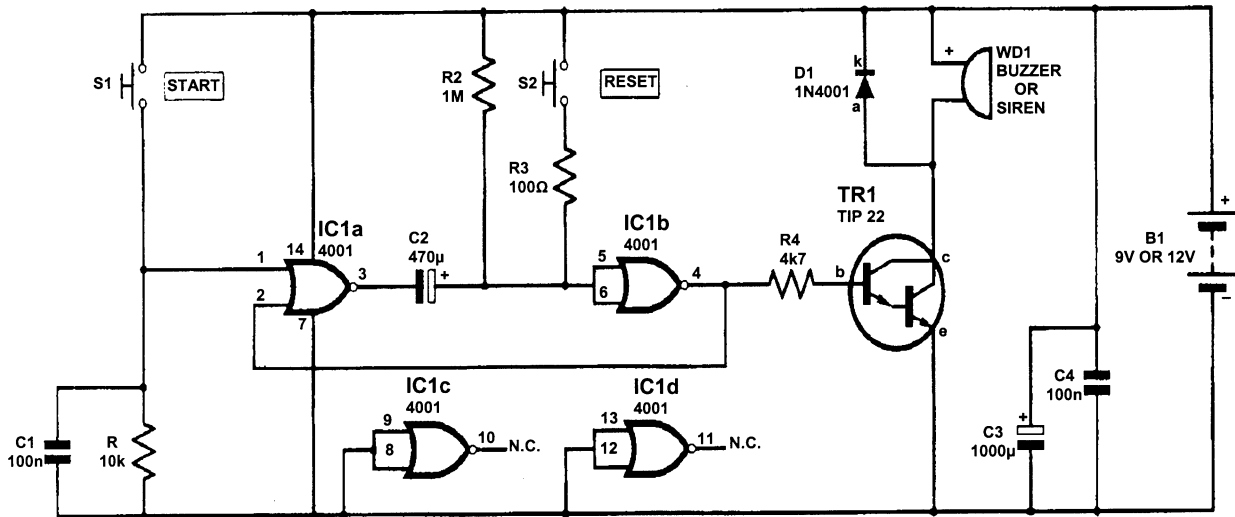 S1
START
R2
1M
S2
RESET
R3
100Ω
k
D1
1N4001
a
+
WD1
BUZZER
OR
SIREN
IC1a
4001
1
14
2
7
3
C2
470µ
+
IC1b
4001
5
6
4
R4
4k7
TR1
TIP 22
b
c
e
+
B1
9V OR 12V
–
IC1c
4001
9
8
10
N.C.
IC1d
4001
13
12
11
N.C.
C1
100n
R
10k
+
C3
1000µ
C4
100n